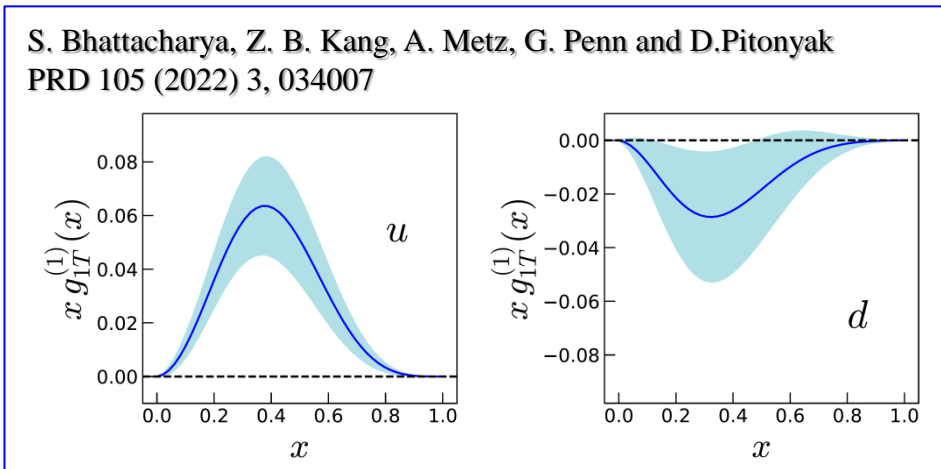 S. Bhattacharya, Z. B. Kang, A. Metz, G. Penn and D.Pitonyak
PRD 105 (2022) 3, 034007
0.08
0.06
0.04
0.02
0.00
x g_{1T}^{(1)}(x)
u
0.0 0.2 0.4 0.6 0.8 1.0
x
0.00
−0.02
−0.04
−0.06
−0.08
x g_{1T}^{(1)}(x)
d
0.0 0.2 0.4 0.6 0.8 1.0
x